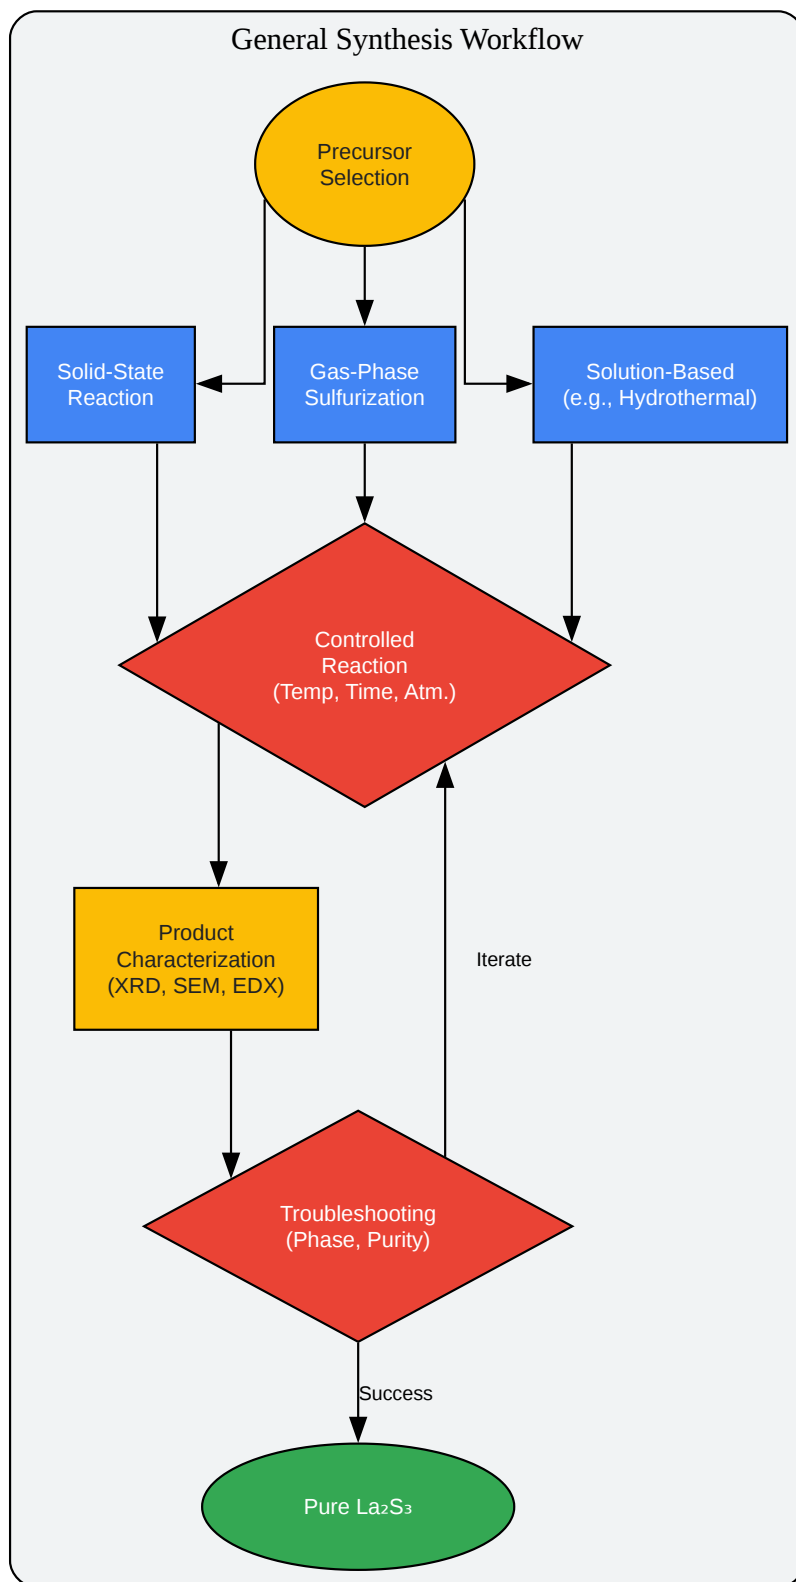 General Synthesis Workflow
Precursor
Selection
Solid-State
Reaction
Gas-Phase
Sulfurization
Solution-Based
(e.g., Hydrothermal)
Controlled
Reaction
(Temp, Time, Atm.)
Product
Characterization
(XRD, SEM, EDX)
Iterate
Troubleshooting
(Phase, Purity)
Success
Pure La₂S₃